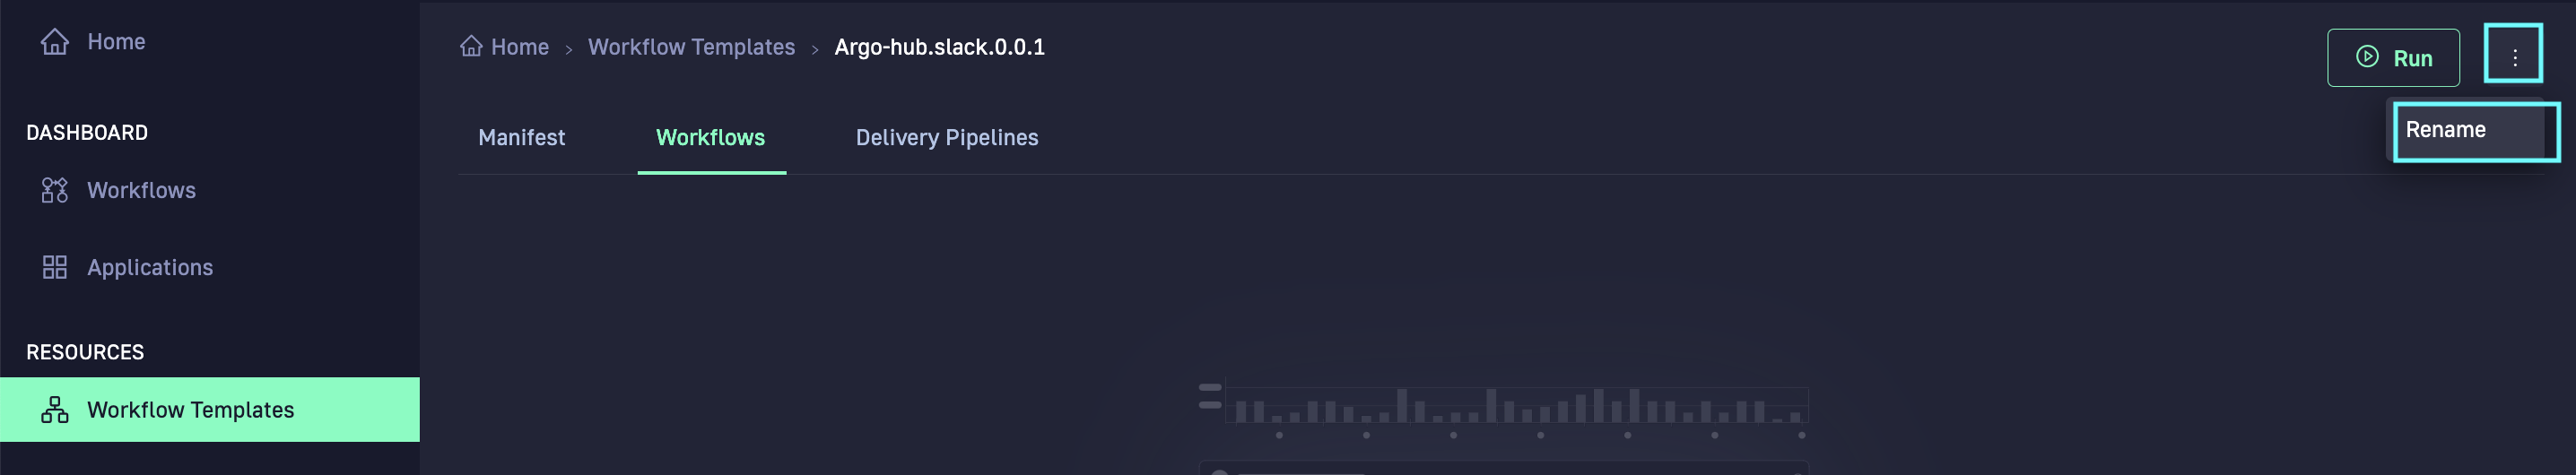 Home
DASHBOARD
Workflows
Applications
RESOURCES
Workflow Templates
Home > Workflow Templates > Argo-hub.slack.0.0.1
Run
Rename
Manifest Workflows Delivery Pipelines